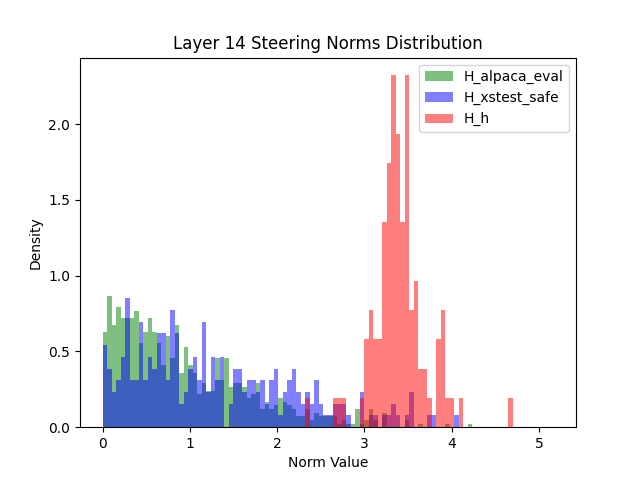 Layer 14 Steering Norms Distribution
H_alpaca_eval
H_xstest_safe
H_h
Density
2.0
1.5
1.0
0.5
0.0
0 1 2 3 4 5
Norm Value